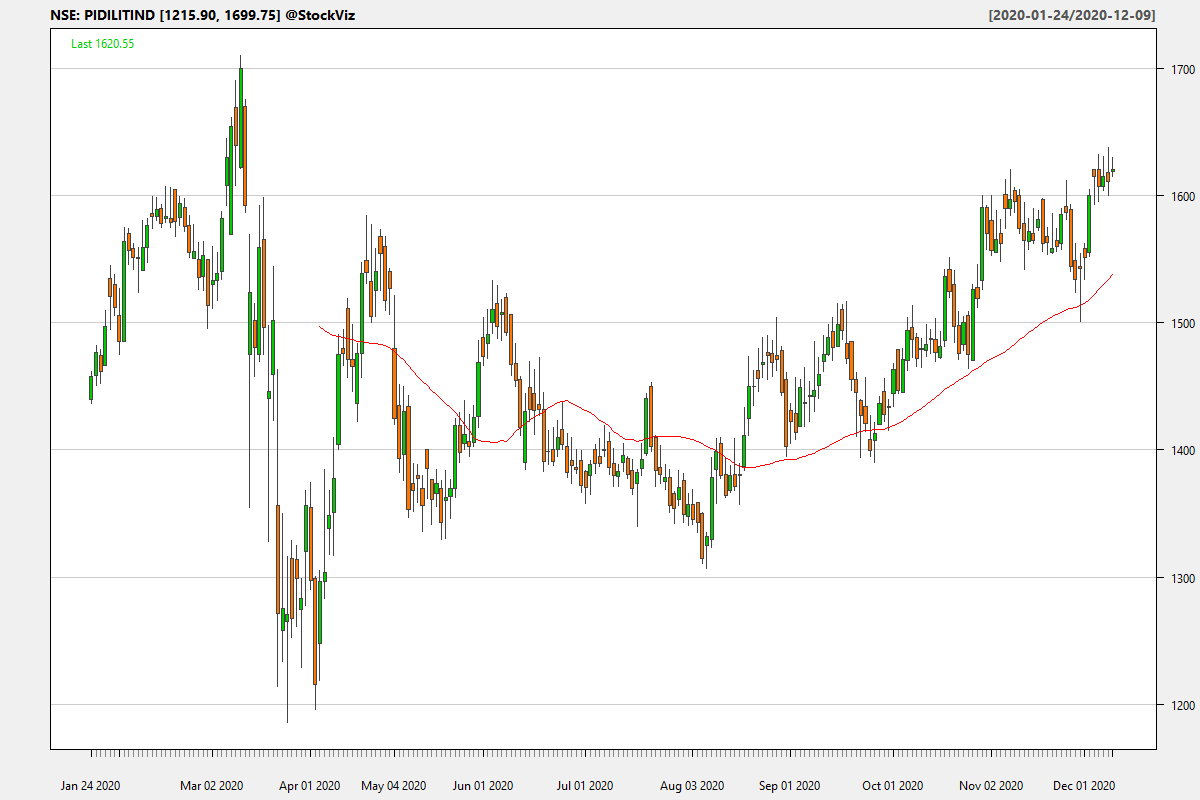 NSE: PIDILITIND [1215.90, 1699.75] @StockViz [2020-01-24/2020-12-09]
Last 1620.55
1700
1600
1500
1400
1300
1200
Jan 24 2020 Mar 02 2020 Apr 01 2020 May 04 2020 Jun 01 2020 Jul 01 2020 Aug 03 2020 Sep 01 2020 Oct 01 2020 Nov 02 2020 Dec 01 2020